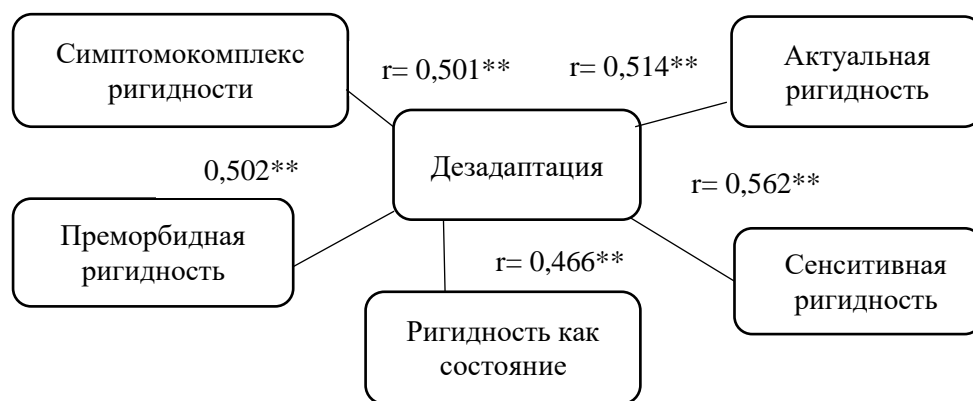 Симптомокомплекс
ригидности
r= 0,501**
r= 0,514**
Актуальная
ригидность
Дезадаптация
0,502**
r= 0,562**
Преморбидная
ригидность
r= 0,466**
Сенситивная
ригидность
Ригидность как
состояние